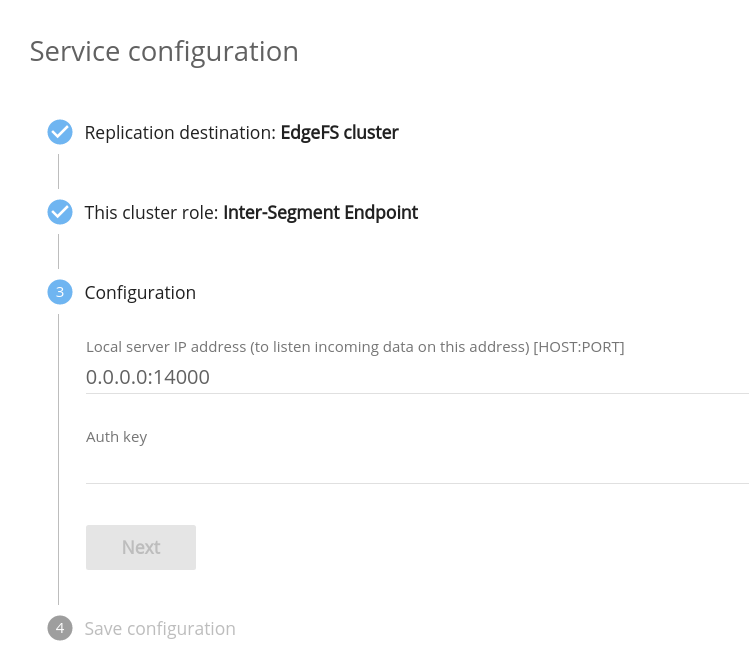 Service configuration
Replication destination: EdgeFS cluster
This cluster role: Inter-Segment Endpoint
3 Configuration
Local server IP address (to listen incoming data on this address) [HOST:PORT]
0.0.0.0:14000
Auth key
Next
4 Save configuration